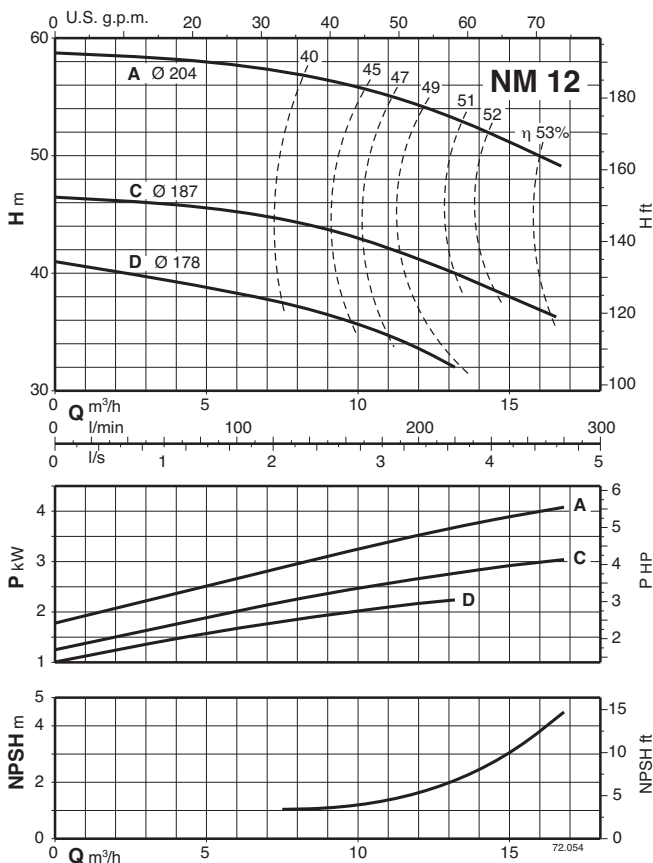 0 U.S. g.p.m. 20 30 40 50 60 70
60 50 40 30
H m
A Ø 204
C Ø 187
D Ø 178
40 45 47 49 51 52 η 53%
NM 12
180 160 140 120 100
H ft
0 5 10 15
Q m³/h
0 l/min 100 200 300
0 l/s 1 2 3 4 5
4 3 2 1
P kW
A
C
D
6 5 4 3 2
P HP
5 4 2 0
NPSH m
15 10 5 0
NPSH ft
0 5 10 15
Q m³/h
72.054